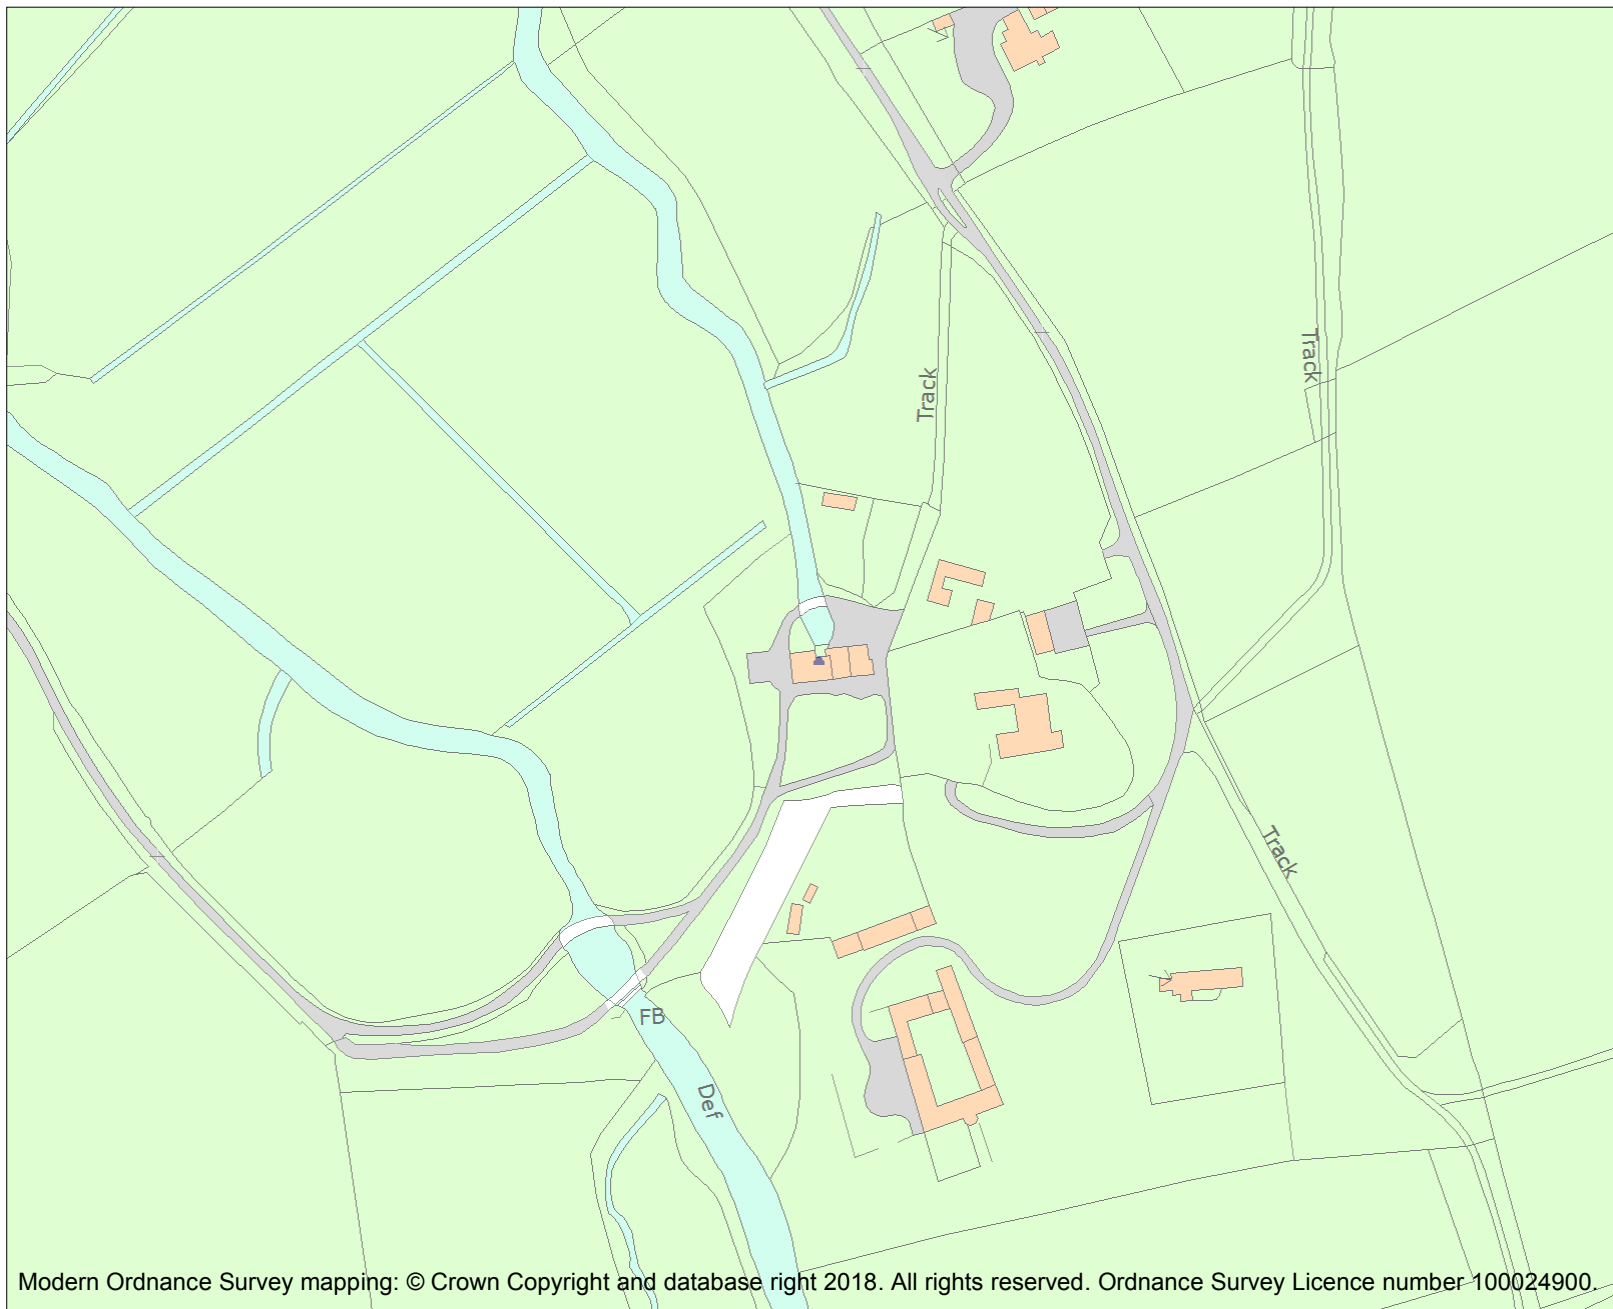 Track
Track
Track
FB
Def
Modern Ordnance Survey mapping: © Crown Copyright and database right 2018. All rights reserved. Ordnance Survey Licence number 100024900.